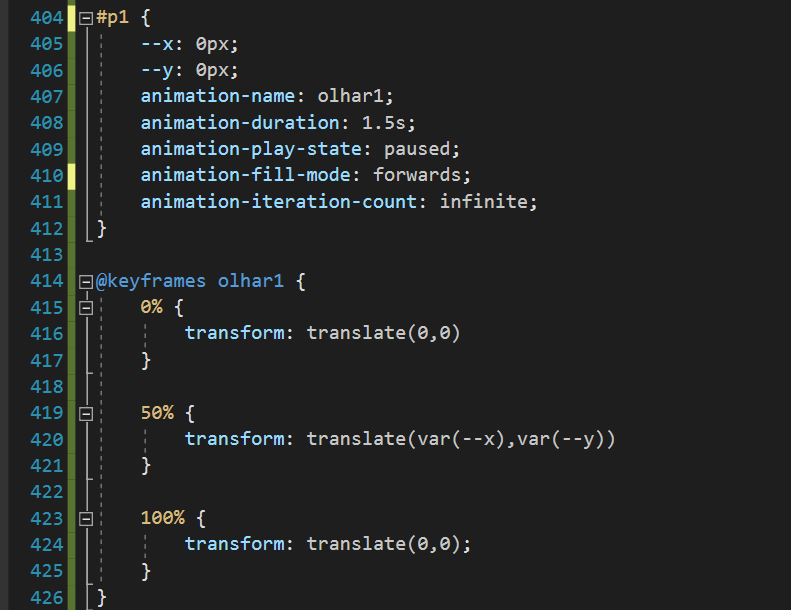 404 #p1 {
405 --x: 0px;
406 --y: 0px;
407 animation-name: olhar1;
408 animation-duration: 1.5s;
409 animation-play-state: paused;
410 animation-fill-mode: forwards;
411 animation-iteration-count: infinite;
412 }
413
414 @keyframes olhar1 {
415 0% {
416 transform: translate(0,0)
417 }
418
419 50% {
420 transform: translate(var(--x),var(--y))
421 }
422
423 100% {
424 transform: translate(0,0);
425 }
426 }